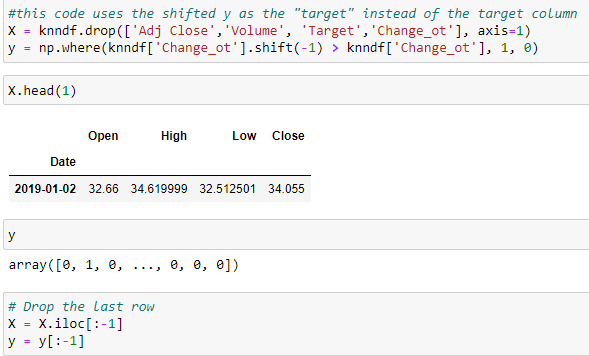 #this code uses the shifted y as the "target" instead of the target column
X = knndf.drop(['Adj Close','Volume', 'Target','Change_ot'], axis=1)
y = np.where(knndf['Change_ot'].shift(-1) > knndf['Change_ot'], 1, 0)
X.head(1)
Open High Low Close
Date
2019-01-02 32.66 34.619999 32.512501 34.055
y
array([0, 1, 0, ..., 0, 0, 0])
# Drop the last row
X = X.iloc[:-1]
y = y[:-1]